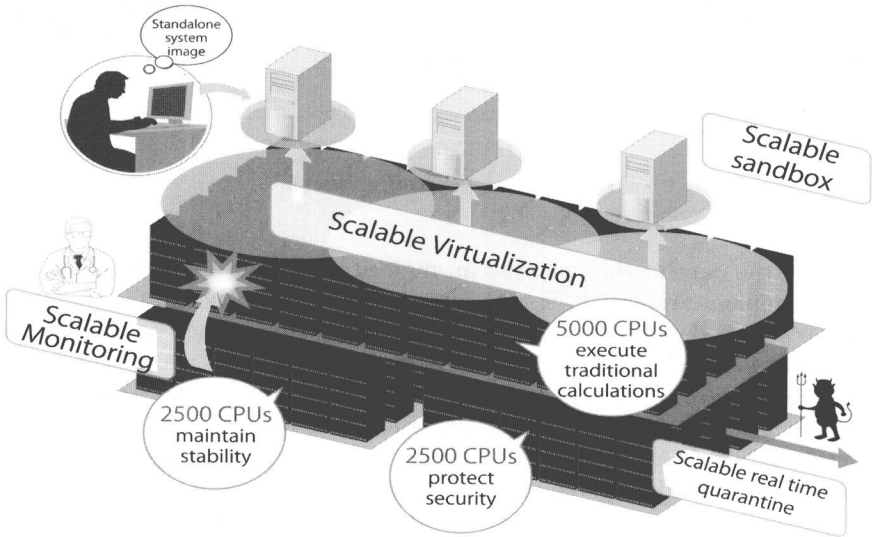 Standalone
system
image
Scalable
sandbox
Scalable Virtualization
Scalable
Monitoring
5000 CPUs
execute
traditional
calculations
2500 CPUs
maintain
stability
2500 CPUs
protect
security
Scalable real time
quarantine